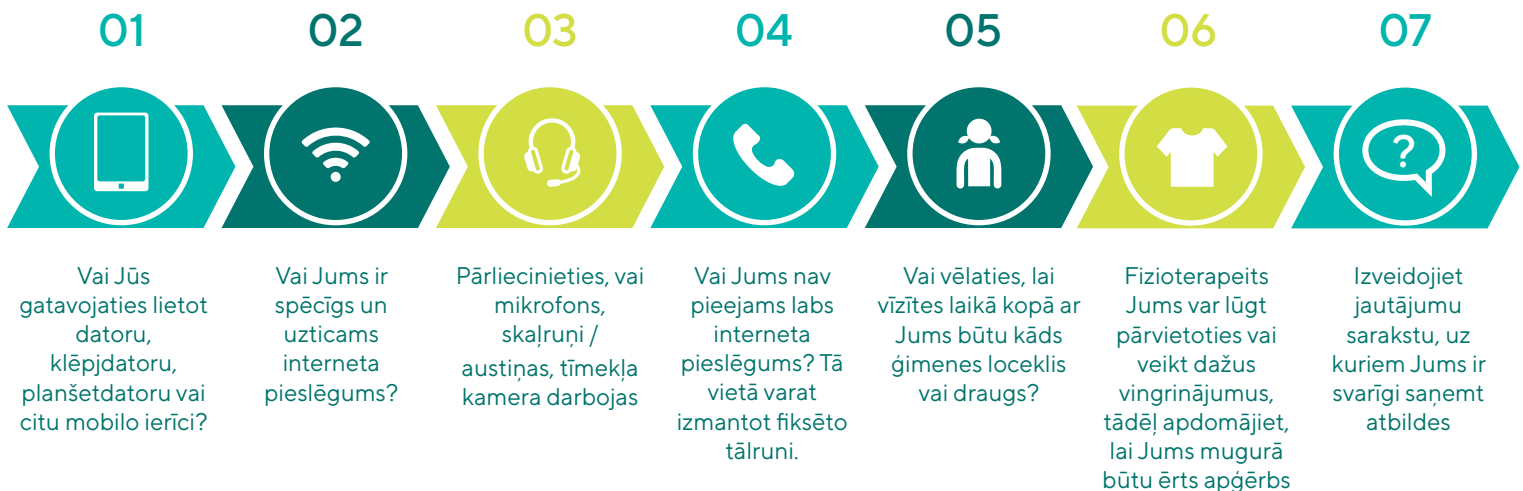 01
02
03
04
05
06
07
?
Vai Jūs
gatavojaties lietot
datoru,
klēpjdatoru,
planšetdatoru vai
citu mobilo ierīci?
Vai Jums ir
spēcīgs un
uzticams
interneta
pieslēgums?
Pārliecinieties, vai
mikrofons,
skaļruņi /
austiņas, tīmekļa
kamera darbojas
Vai Jums nav
pieejams labs
interneta
pieslēgums? Tā
vietā varat
izmantot fiksēto
tālruni.
Vai vēlaties, lai
vīzītes laikā kopā ar
Jums būtu kāds
ģimenes loceklis
vai draugs?
Fizioterapeits
Jums var lūgt
pārvietoties vai
veikt dažus
vingrinājumus,
tādēļ apdomājiet,
lai Jums mugurā
būtu ērts apģērbs
Izveidojiet
jautājumu
sarakstu, uz
kuriem Jums ir
svarīgi saņemt
atbildes